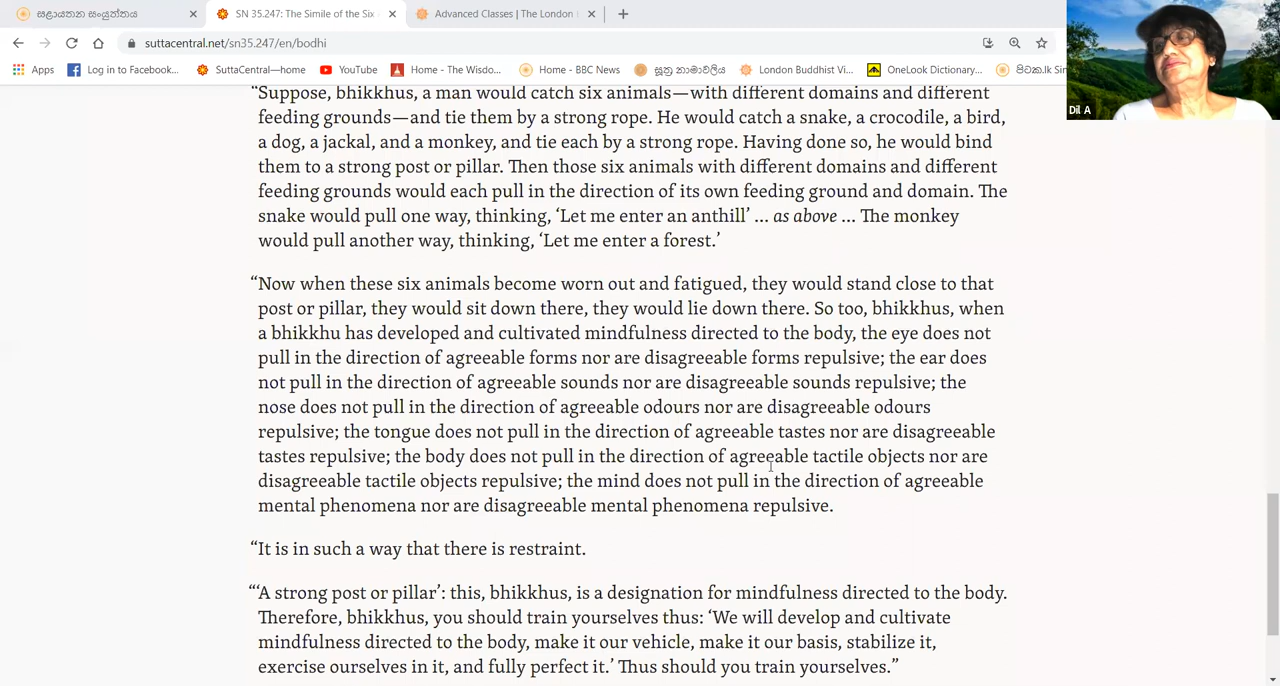 සළායතන සංයුත්තය
SN 35.247: The Simile of the Six
Advanced Classes | The London
suttacentral.net/sn35.247/en/bodhi
Apps Log in to Facebook... SuttaCentral—home YouTube Home - The Wisdo... Home - BBC News සූත්‍ර නාමාවලිය London Buddhist Vi... OneLook Dictionary... පිටක.lk
Dil A
“Suppose, bhikkhus, a man would catch six animals—with different domains and different
feeding grounds—and tie them by a strong rope. He would catch a snake, a crocodile, a bird,
a dog, a jackal, and a monkey, and tie each by a strong rope. Having done so, he would bind
them to a strong post or pillar. Then those six animals with different domains and different
feeding grounds would each pull in the direction of its own feeding ground and domain. The
snake would pull one way, thinking, ‘Let me enter an anthill’ … as above … The monkey
would pull another way, thinking, ‘Let me enter a forest.’
“Now when these six animals become worn out and fatigued, they would stand close to that
post or pillar, they would sit down there, they would lie down there. So too, bhikkhus, when
a bhikkhu has developed and cultivated mindfulness directed to the body, the eye does not
pull in the direction of agreeable forms nor are disagreeable forms repulsive; the ear does
not pull in the direction of agreeable sounds nor are disagreeable sounds repulsive; the
nose does not pull in the direction of agreeable odours nor are disagreeable odours
repulsive; the tongue does not pull in the direction of agreeable tastes nor are disagreeable
tastes repulsive; the body does not pull in the direction of agreeable tactile objects nor are
disagreeable tactile objects repulsive; the mind does not pull in the direction of agreeable
mental phenomena nor are disagreeable mental phenomena repulsive.
“It is in such a way that there is restraint.
“‘A strong post or pillar’: this, bhikkhus, is a designation for mindfulness directed to the body.
Therefore, bhikkhus, you should train yourselves thus: ‘We will develop and cultivate
mindfulness directed to the body, make it our vehicle, make it our basis, stabilize it,
exercise ourselves in it, and fully perfect it.’ Thus should you train yourselves.”